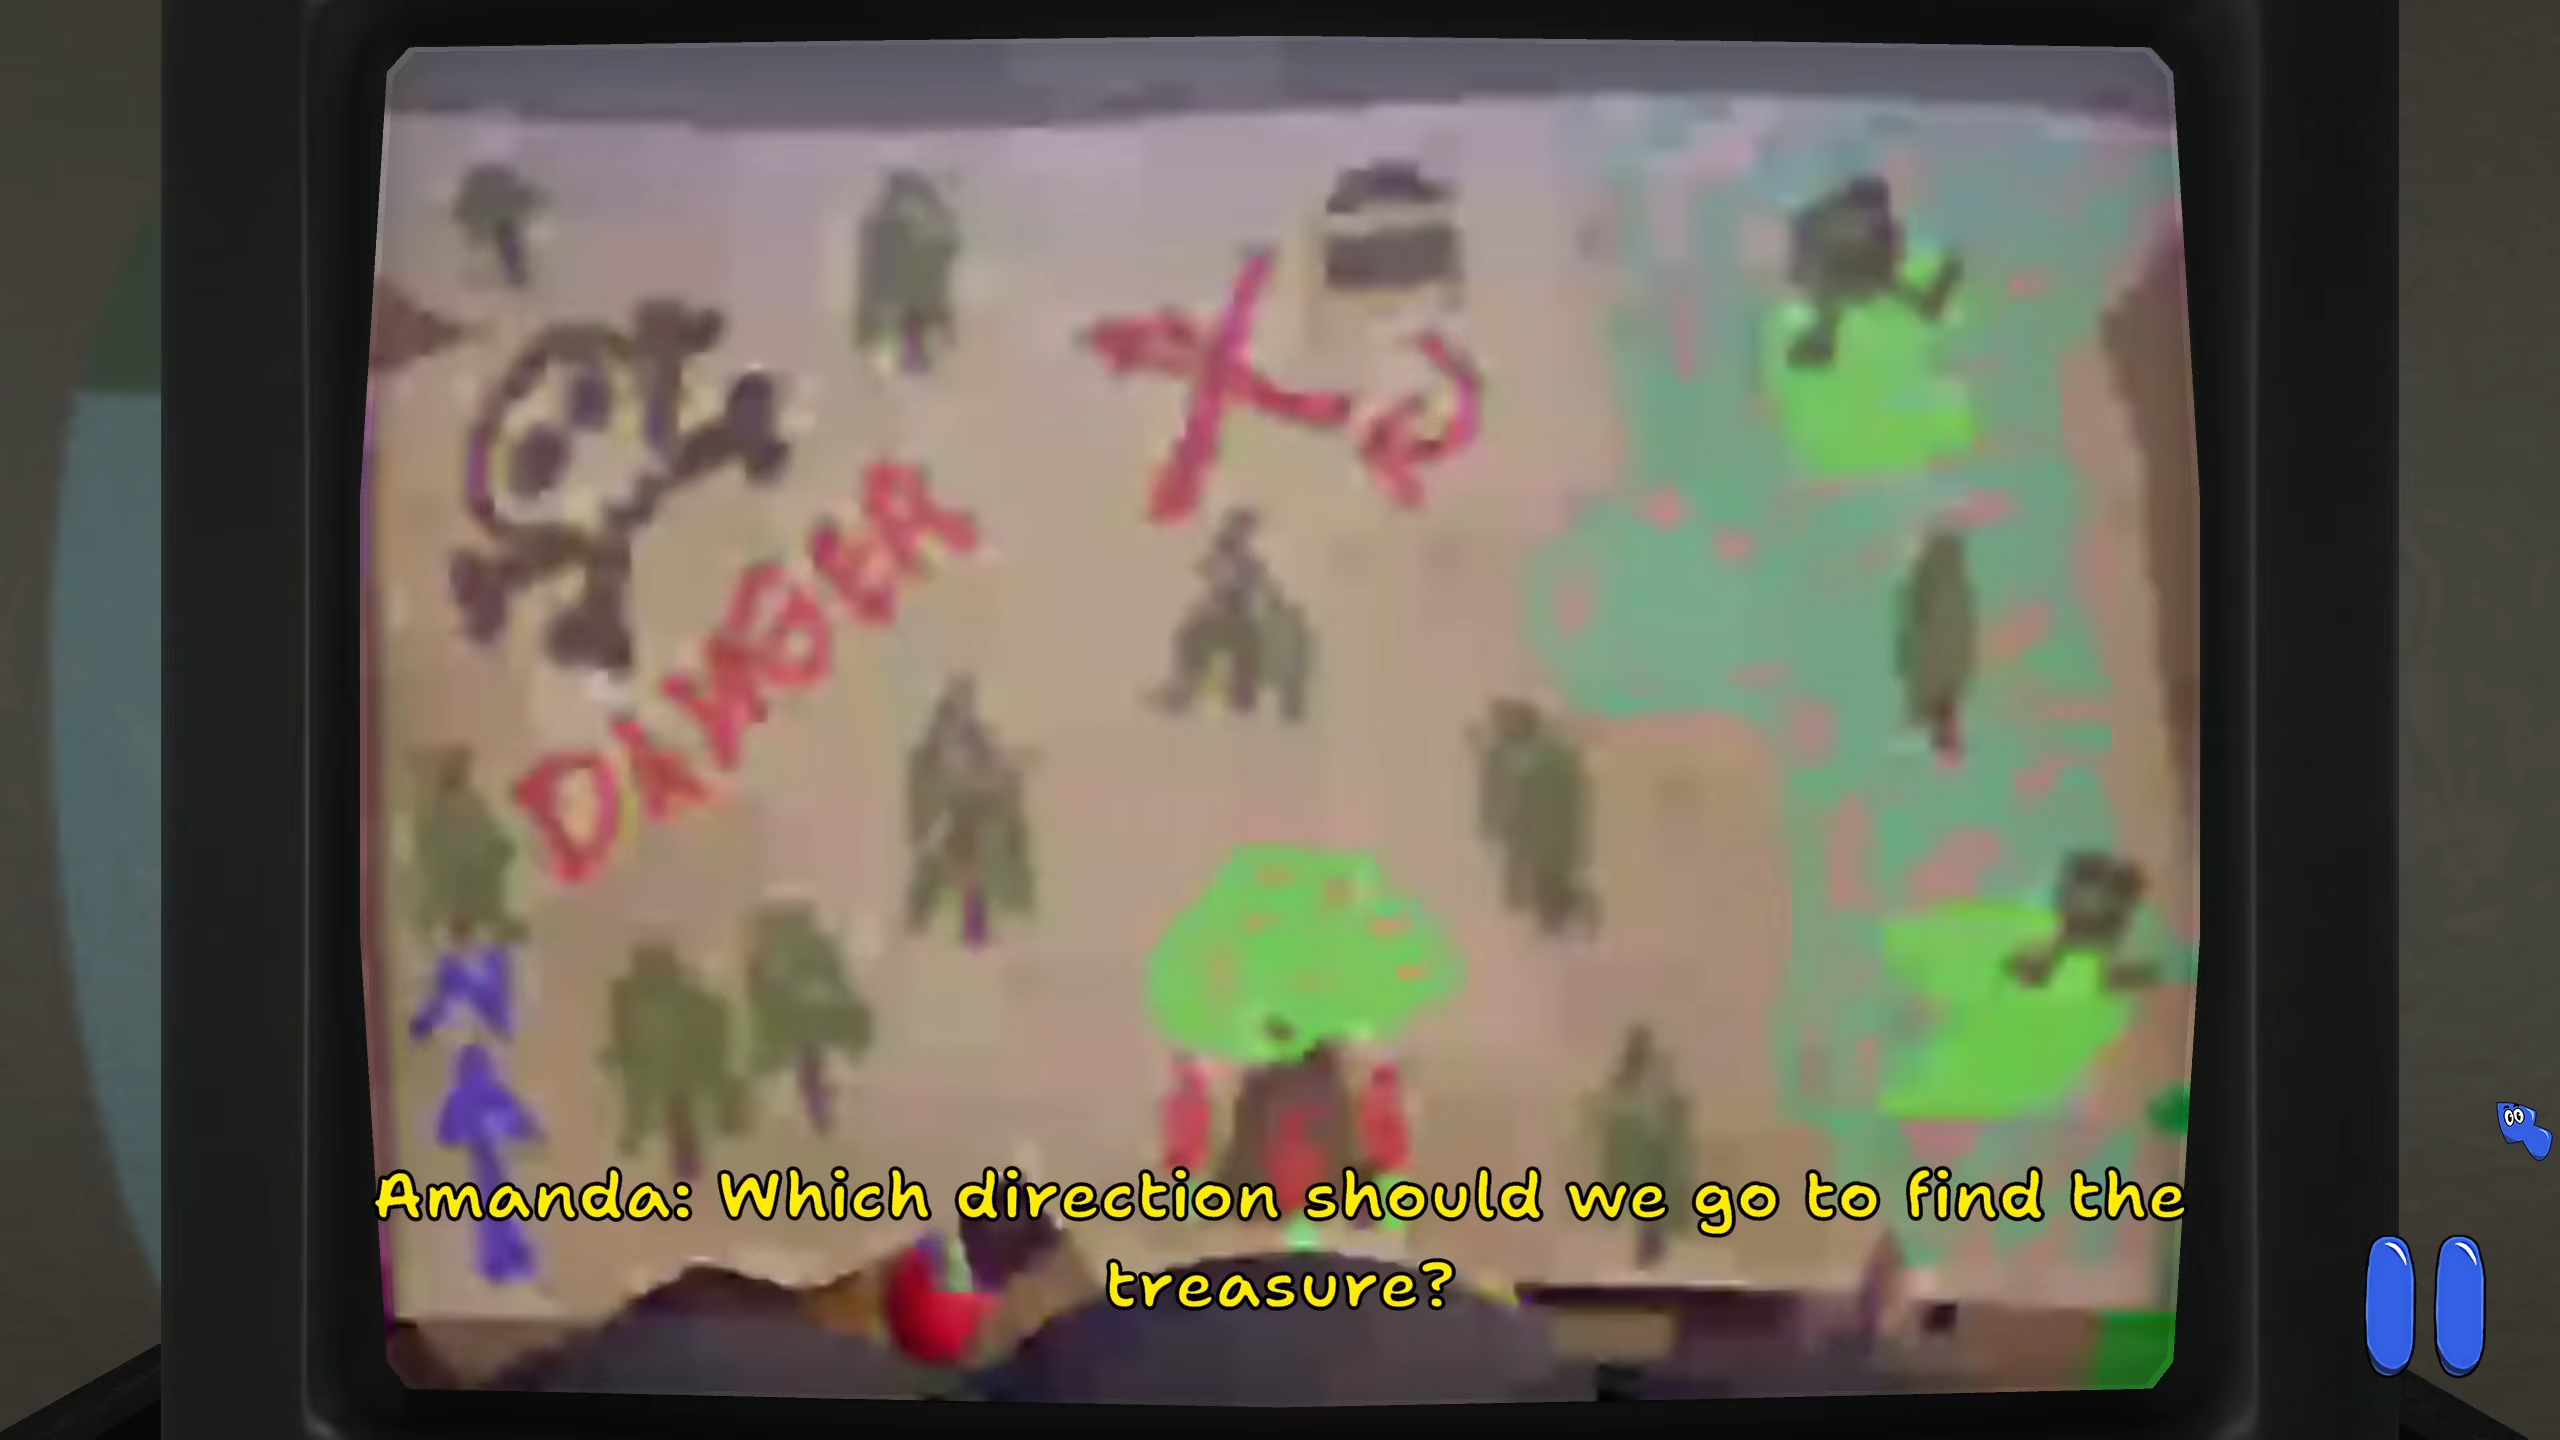 DANGER
N
Amanda: Which direction should we go to find the
treasure?